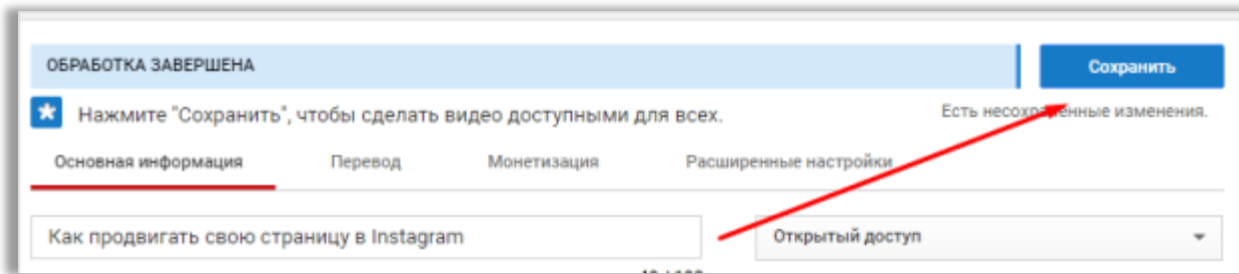 ОБРАБОТКА ЗАВЕРШЕНА
Сохранить
Нажмите "Сохранить", чтобы сделать видео доступными для всех.
Есть несохраненные изменения.
Основная информация Перевод Монетизация Расширенные настройки
Как продвигать свою страницу в Instagram
Открытый доступ